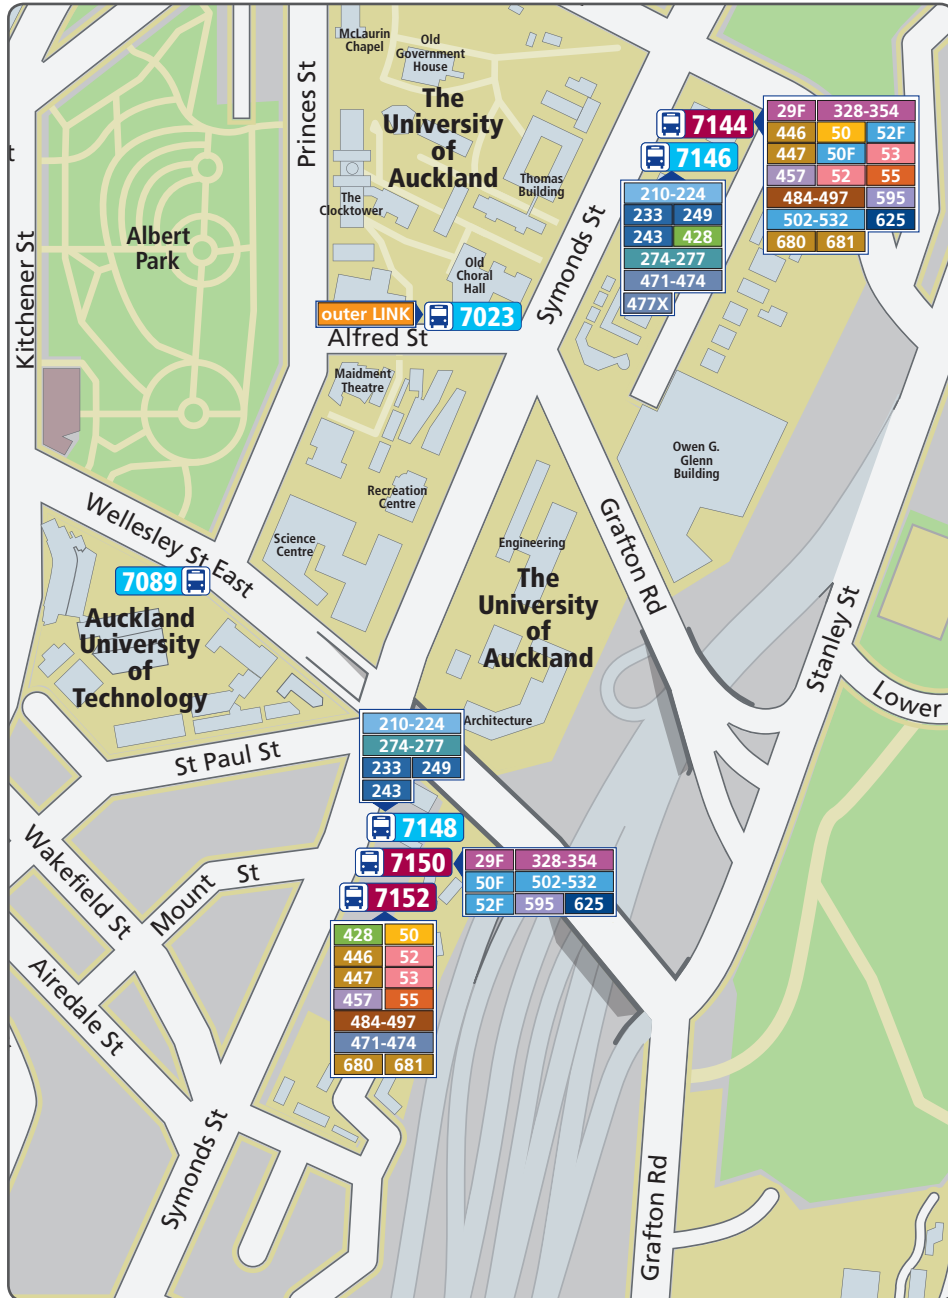 McLaurin
Chapel
Old
Government
House
Princes St
The
University
of
Auckland
Thomas
Building
The
Clocktower
Old
Choral
Hall
Albert
Park
Kitchener St
t
7144
29F 328-354
446 50 52F
447 50F 53
457 52 55
484-497 595
502-532 625
680 681
7146
210-224
233 249
243 428
274-277
471-474
477X
Symonds St
outer LINK
7023
Alfred St
Maidment
Theatre
Recreation
Centre
Science
Centre
Owen G.
Glenn
Building
Wellesley St East
Grafton Rd
Engineering
The
University
of
Auckland
Architecture
7089
Auckland
University
of
Technology
Stanley St
Lower
St Paul St
210-224
274-277
233 249
243
7148
7150
29F 328-354
50F 502-532
52F 595 625
7152
428 50
446 52
447 53
457 55
484-497
471-474
680 681
Wakefield St
Mount St
Airedale St
Symonds St
Grafton Rd